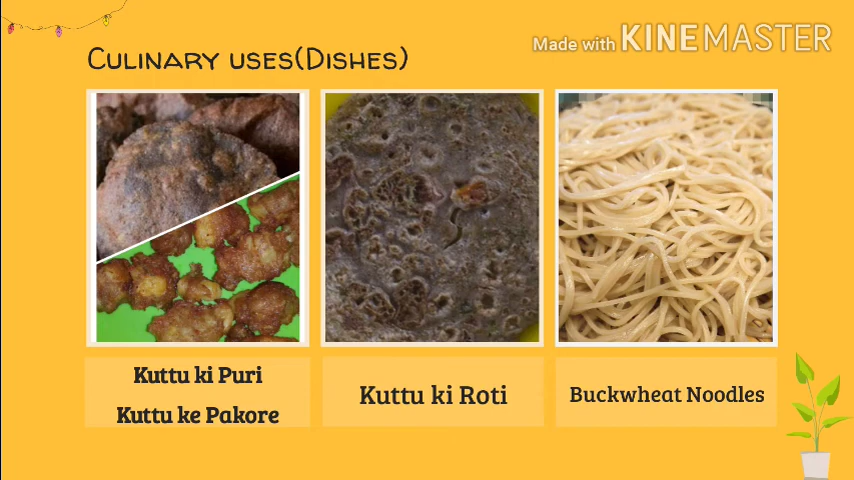 Made with KINEMASTER
Culinary uses(Dishes)
Kuttu ki Puri
Kuttu ke Pakore
Kuttu ki Roti
Buckwheat Noodles